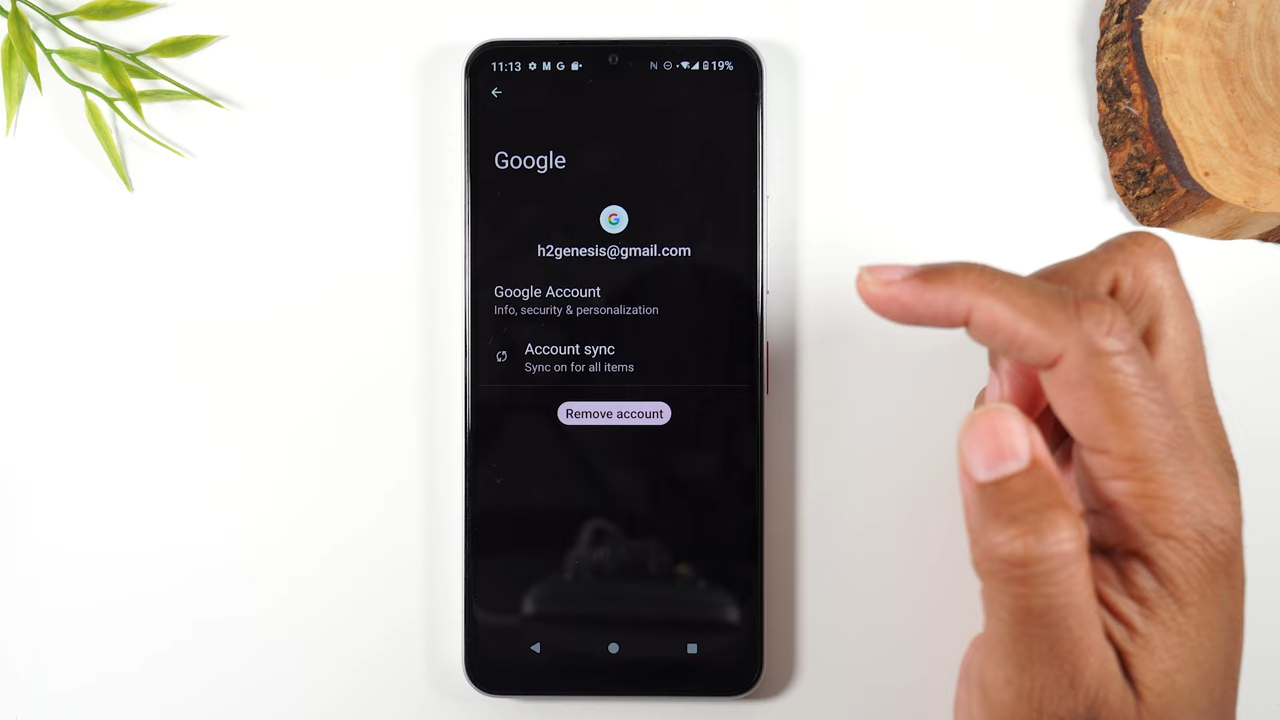 11:13 M G N 19%
Google
G
h2genesis@gmail.com
Google Account
Info, security & personalization
Account sync
Sync on for all items
Remove account